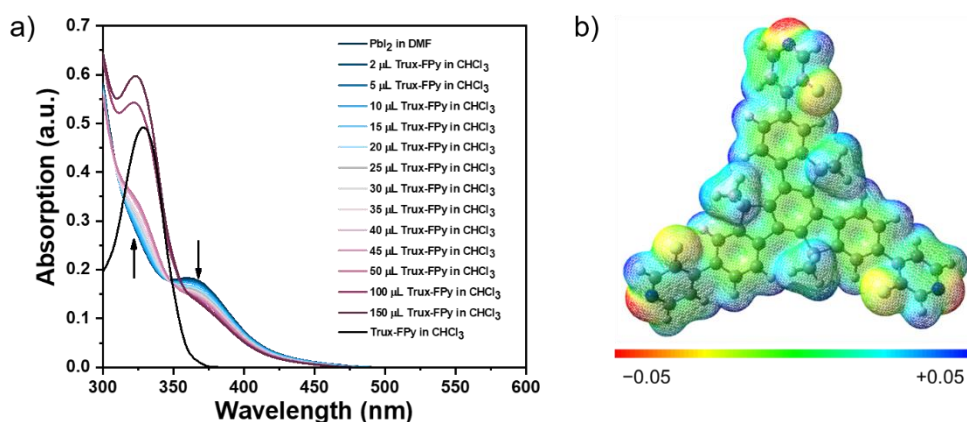 a)
Absorption (a.u.)
0.7
0.6
0.5
0.4
0.3
0.2
0.1
0.0
300 350 400 450 500 550 600
Wavelength (nm)
PbI₂ in DMF
2 μL Trux-FPy in CHCl₃
5 μL Trux-FPy in CHCl₃
10 μL Trux-FPy in CHCl₃
15 μL Trux-FPy in CHCl₃
20 μL Trux-FPy in CHCl₃
25 μL Trux-FPy in CHCl₃
30 μL Trux-FPy in CHCl₃
35 μL Trux-FPy in CHCl₃
40 μL Trux-FPy in CHCl₃
45 μL Trux-FPy in CHCl₃
50 μL Trux-FPy in CHCl₃
100 μL Trux-FPy in CHCl₃
150 μL Trux-FPy in CHCl₃
Trux-FPy in CHCl₃
b)
−0.05 +0.05